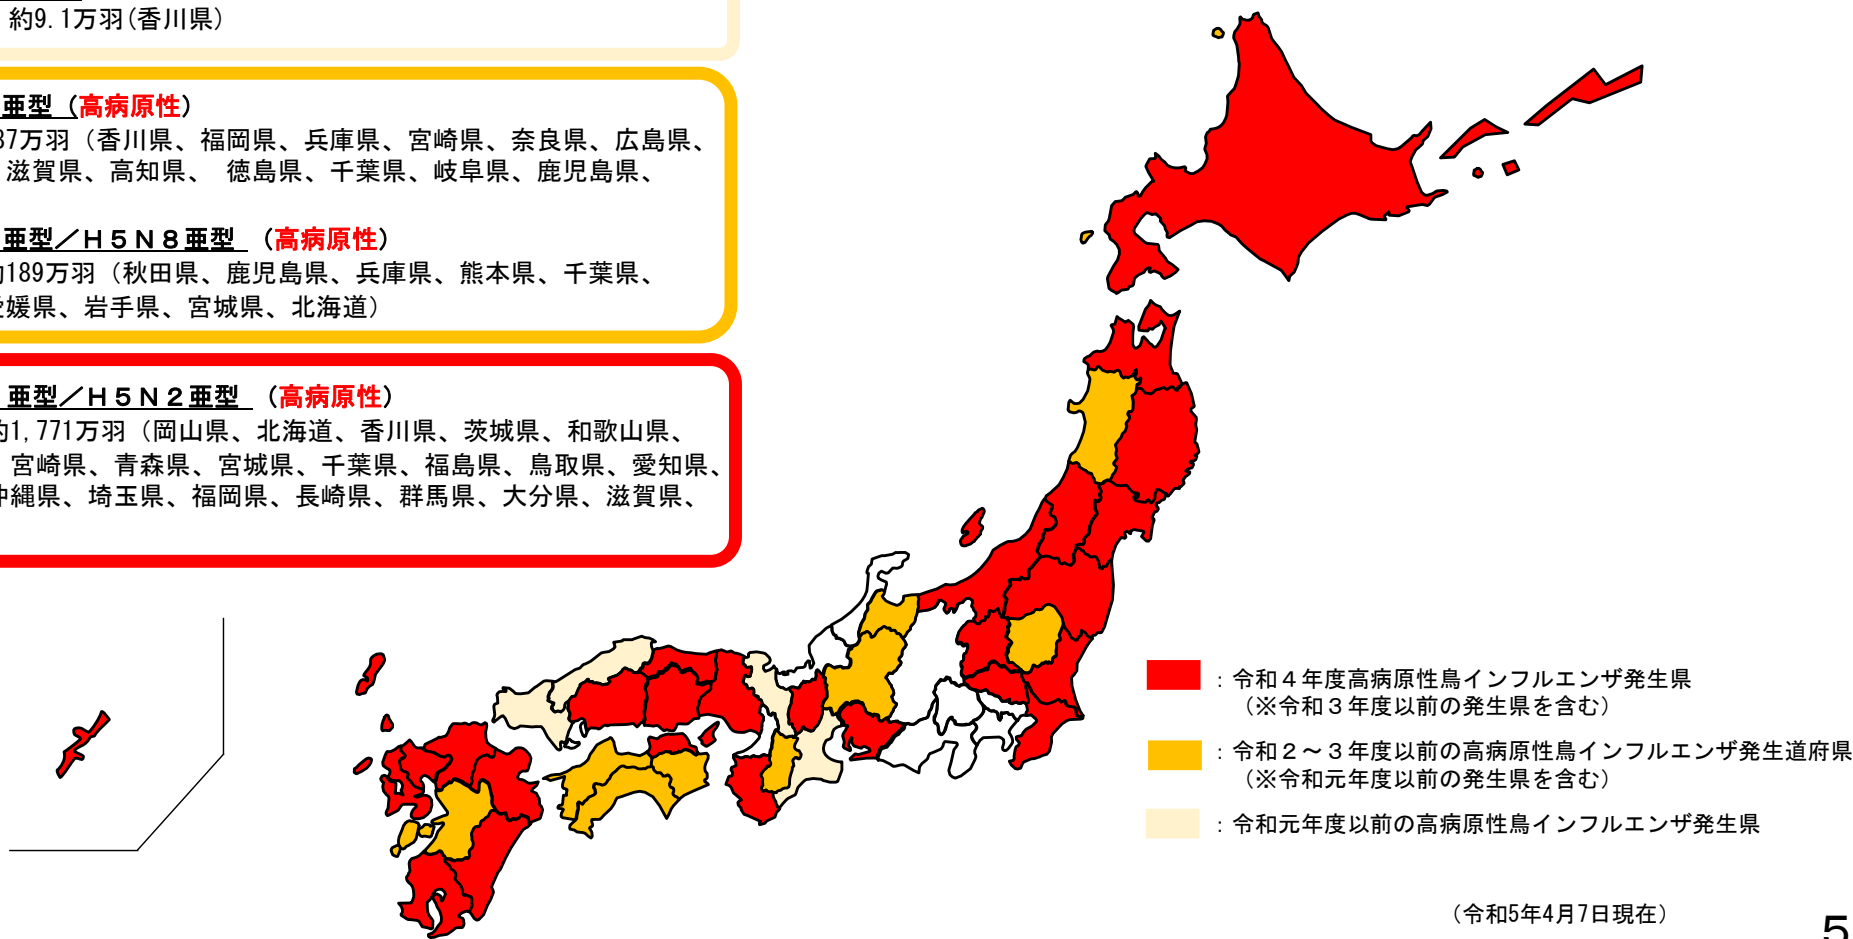 約9.1万羽(香川県)
亜型（高病原性）
37万羽（香川県、福岡県、兵庫県、宮崎県、奈良県、広島県、
滋賀県、高知県、 徳島県、千葉県、岐阜県、鹿児島県、
亜型／Ｈ５Ｎ８亜型 （高病原性）
189万羽（秋田県、鹿児島県、兵庫県、熊本県、千葉県、
媛県、岩手県、宮城県、北海道）
亜型／Ｈ５Ｎ２亜型 （高病原性）
約1,771万羽（岡山県、北海道、香川県、茨城県、和歌山県、
宮崎県、青森県、宮城県、千葉県、福島県、鳥取県、愛知県、
沖縄県、埼玉県、福岡県、長崎県、群馬県、大分県、滋賀県、
：令和４年度高病原性鳥インフルエンザ発生県
（※令和３年度以前の発生県を含む）
：令和２～３年度以前の高病原性鳥インフルエンザ発生道府県
（※令和元年度以前の発生県を含む）
：令和元年度以前の高病原性鳥インフルエンザ発生県
（令和5年4月7日現在）
5